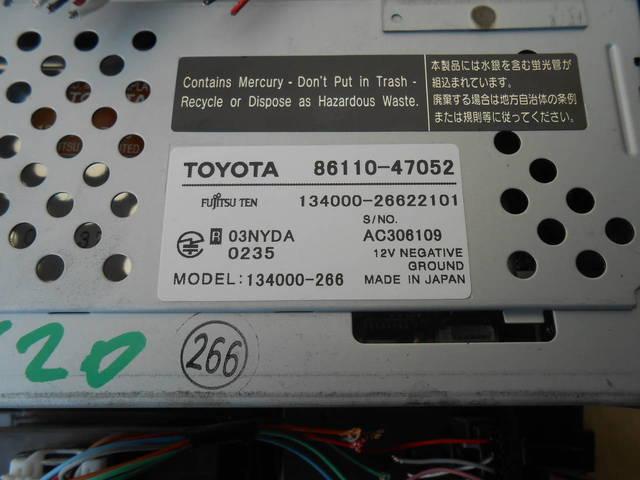 Contains Mercury - Don't Put in Trash -
Recycle or Dispose as Hazardous Waste.
本製品には水銀を含む蛍光管が
組込まれています。
廃棄する場合は地方自治体の条例
または規則等に従ってください。
TOYOTA 86110-47052
FUJITSU TEN 134000-26622101
S/NO.
R 03NYDA AC306109
0235 12V NEGATIVE
GROUND
MODEL: 134000-266 MADE IN JAPAN
20
266